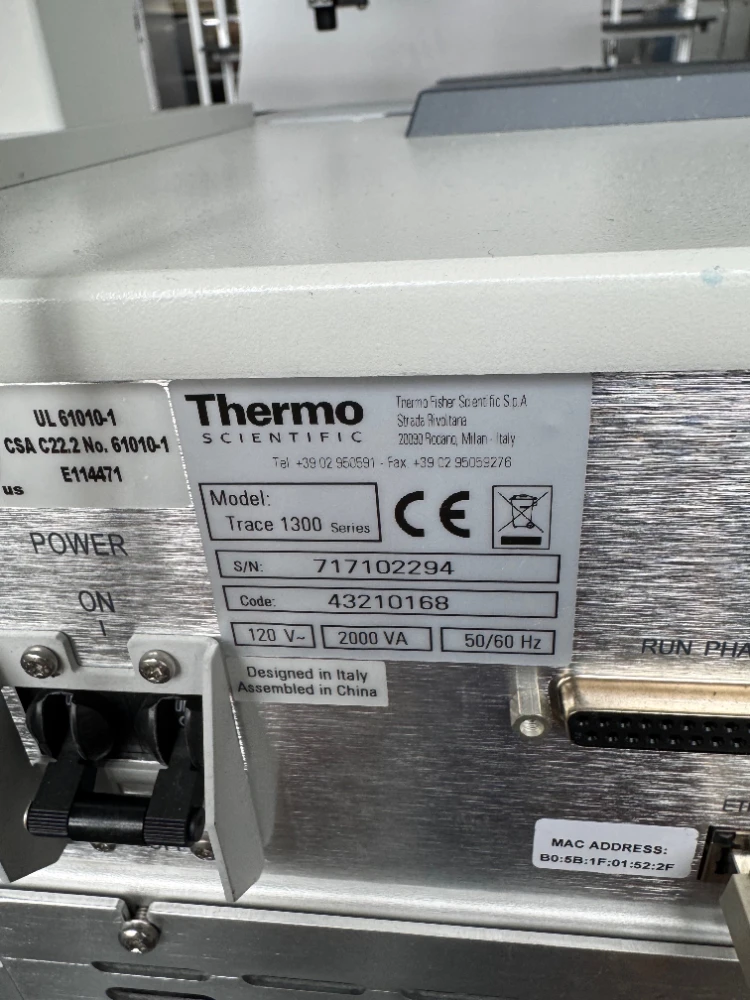 UL 61010-1
CSA C22.2 No. 61010-1
E114471
us
Thermo
SCIENTIFIC
Thermo Fisher Scientific S.p.A
Strada Rivoltana
20090 Rodano, Milan - Italy
Tel +39 02 950591 - Fax +39 02 95059276
Model:
Trace 1300 Series
CE
S/N: 717102294
Code: 43210168
120 V~ 2000 VA 50/60 Hz
Designed in Italy
Assembled in China
POWER
ON
I
RUN PHA
MAC ADDRESS:
B0:5B:1F:01:52:2F